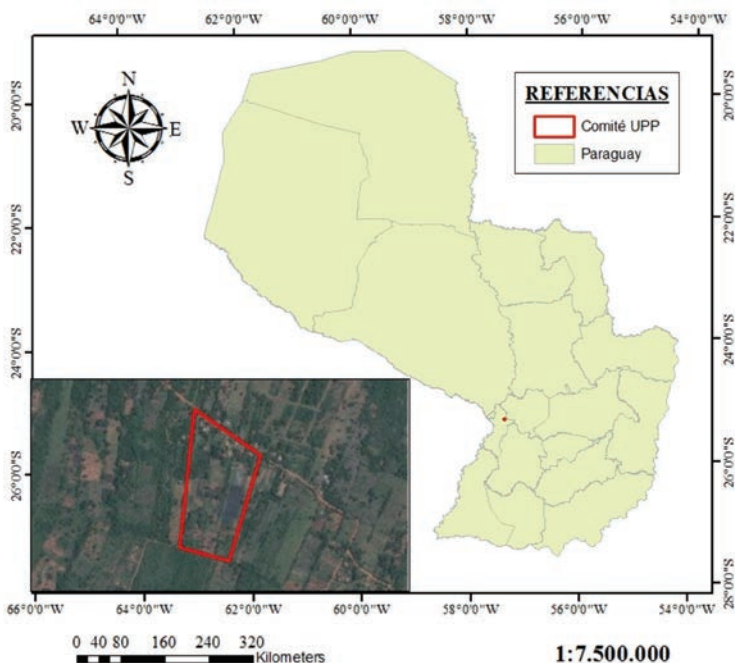 64°0'0"W 62°0'0"W 60°0'0"W 58°0'0"W 56°0'0"W 54°0'0"W
N
W E
S
REFERENCIAS
Comité UPP
Paraguay
20°0'0"S
22°0'0"S
24°0'0"S
26°0'0"S
20°0'0"S
22°0'0"S
24°0'0"S
26°0'0"S
28°0'0"S
66°0'0"W 64°0'0"W 62°0'0"W 60°0'0"W 58°0'0"W 56°0'0"W 54°0'0"W
0 40 80 160 240 320
Kilometers
1:7.500.000